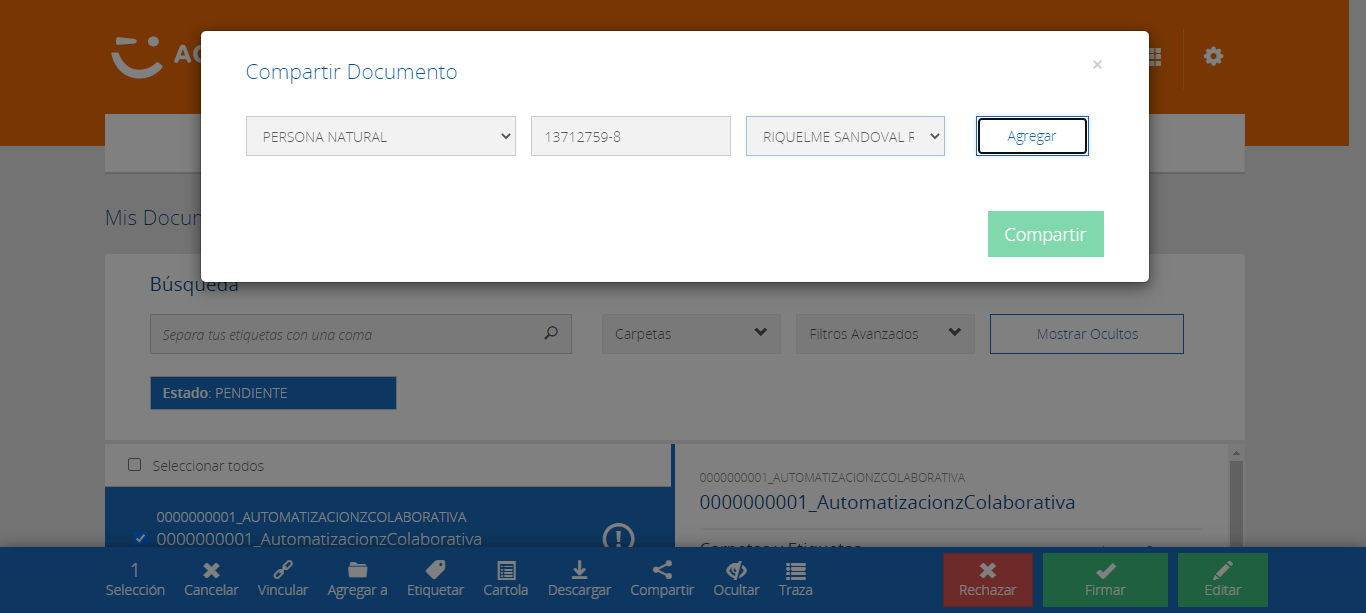 Compartir Documento
×
PERSONA NATURAL
13712759-8
RIQUELME SANDOVAL R
Agregar
Compartir
Mis Docum
Búsqueda
Separa tus etiquetas con una coma
Carpetas
Filtros Avanzados
Mostrar Ocultos
Estado: PENDIENTE
Seleccionar todos
0000000001_AUTOMATIZACIONZCOLABORATIVA
0000000001_AutomatizacionzColaborativa
0000000001_AUTOMATIZACIONZCOLABORATIVA
0000000001_AutomatizacionzColaborativa
Carpetas y Etiquetas
1
Selección
Cancelar
Vincular
Agregar a
Etiquetar
Cartola
Descargar
Compartir
Ocultar
Traza
Rechazar
Firmar
Editar